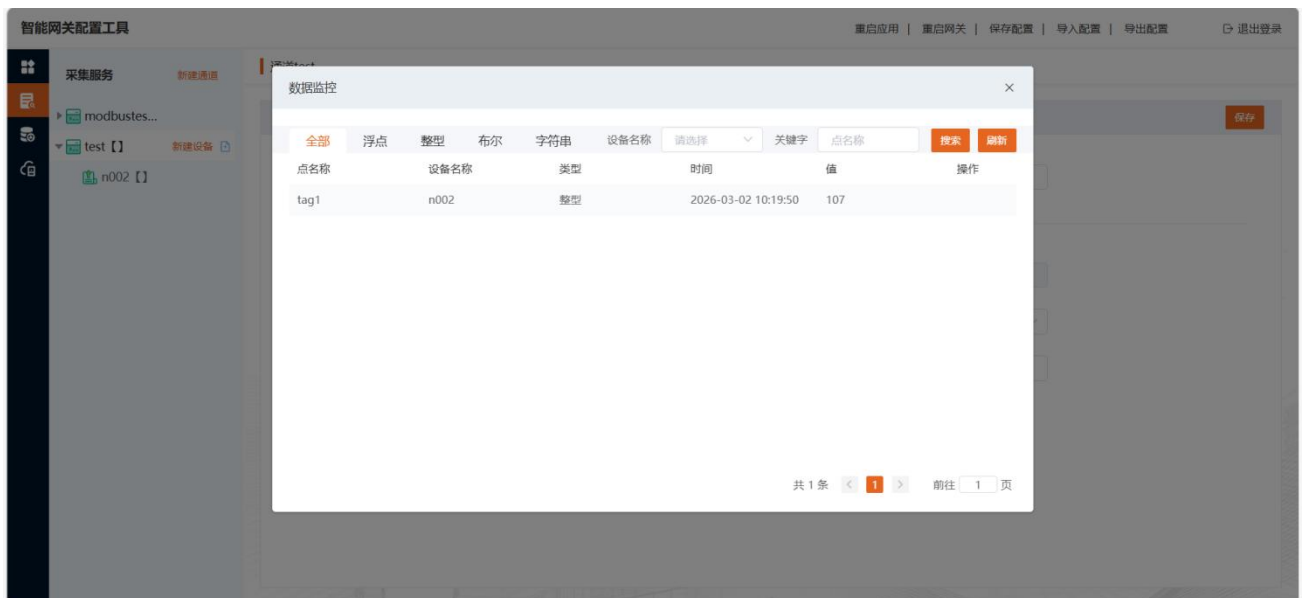 智能网关配置工具
重启应用 | 重启网关 | 保存配置 | 导入配置 | 导出配置 退出登录
采集服务 新建通道
通道test
modbustes...
test【】 新建设备
n002【】
保存
数据监控 ×
全部 浮点 整型 布尔 字符串 设备名称 请选择 关键字 点名称 搜索 刷新
点名称 设备名称 类型 时间 值 操作
tag1 n002 整型 2026-03-02 10:19:50 107
共 1 条 < 1 > 前往 1 页